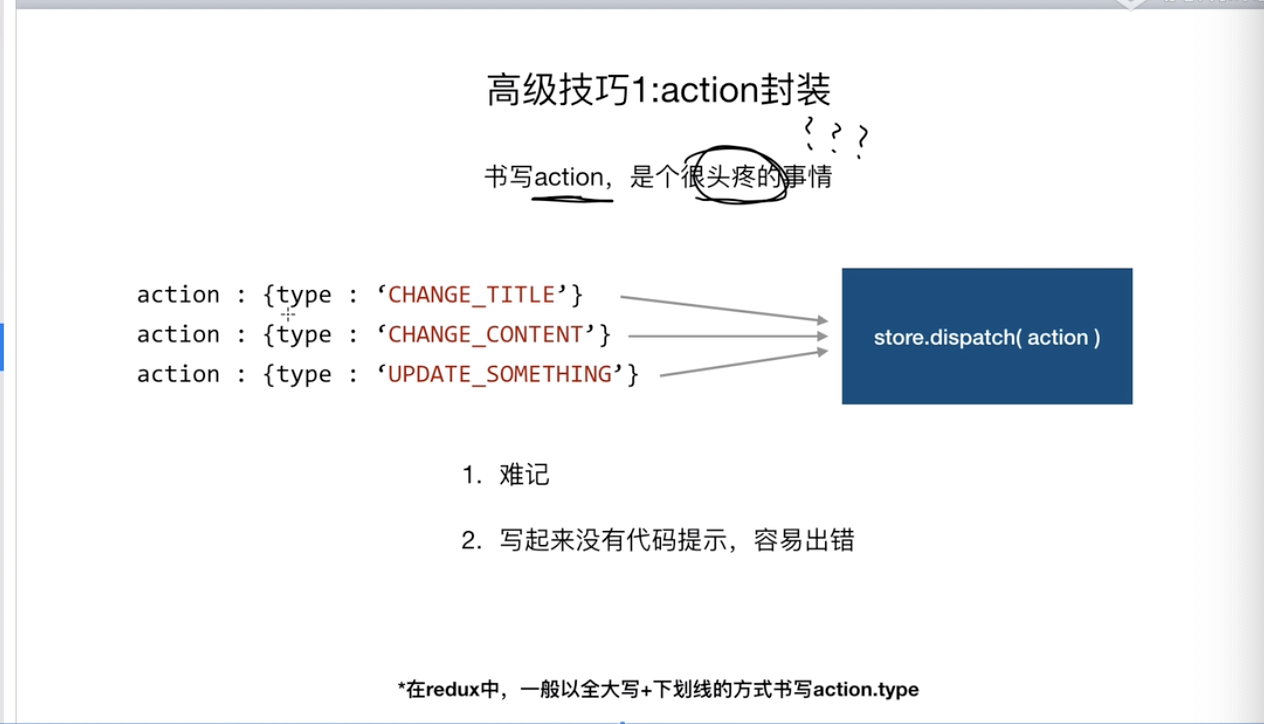 高级技巧1:action封装
???
书写action，是个很头疼的事情
action : {type : ‘CHANGE_TITLE’}
action : {type : ‘CHANGE_CONTENT’}
action : {type : ‘UPDATE_SOMETHING’}
store.dispatch( action )
1. 难记
2. 写起来没有代码提示，容易出错
*在redux中，一般以全大写+下划线的方式书写action.type